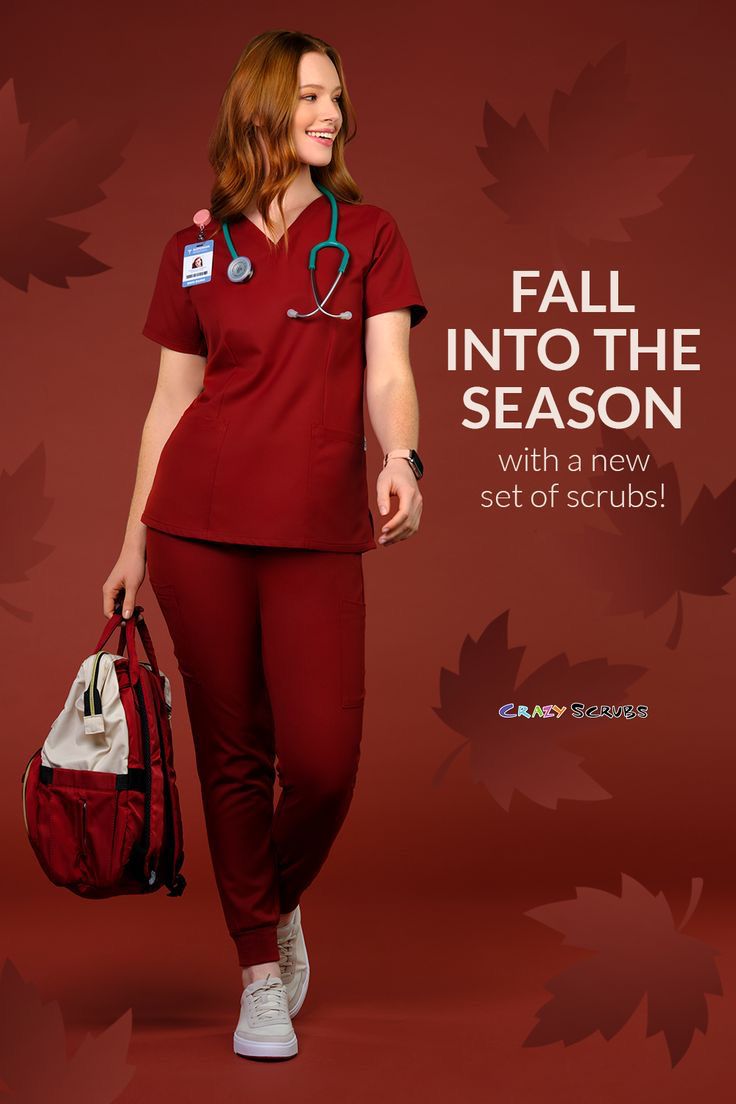 FALL
INTO THE
SEASON
with a new
set of scrubs!
CRAZY SCRUBS